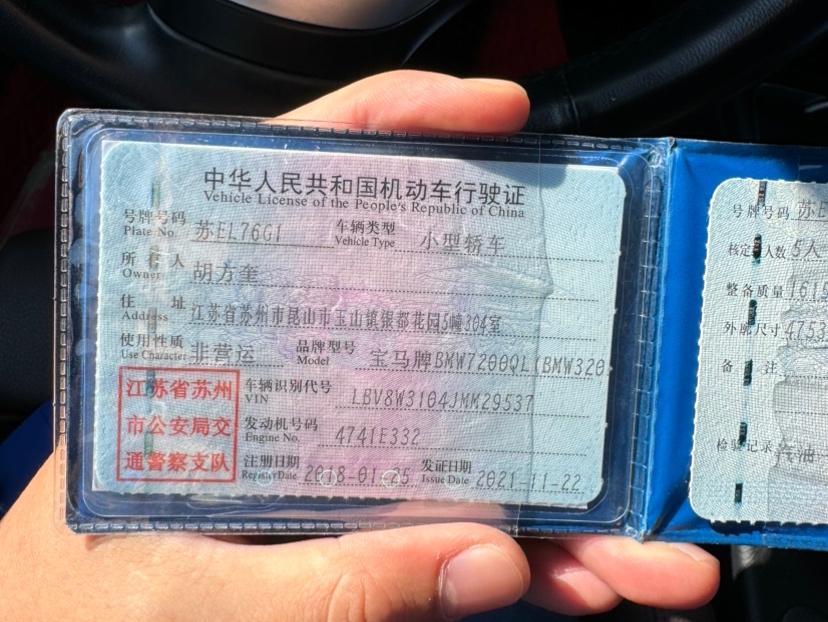 中华人民共和国机动车行驶证
Vehicle License of the People's Republic of China
号牌号码 苏EL76G1 车辆类型 小型轿车
Plate No. Vehicle Type
所有人 胡方奎
Owner
住址 江苏省苏州市昆山市玉山镇银都花园5幢304室
Address
使用性质 非营运 品牌型号 宝马牌BMW7200QL(BMW320
Use Character Model
江苏省苏州
市公安局交
通警察支队
车辆识别代号 LBV8W3104JMM29537
VIN
发动机号码 4741E332
Engine No.
注册日期 2018-01-25 发证日期 2021-11-22
Register Date Issue Date
号牌号码 苏E
核定人数 5人
整备质量 1619
外廓尺寸 4753
备注
检验记录 汽油